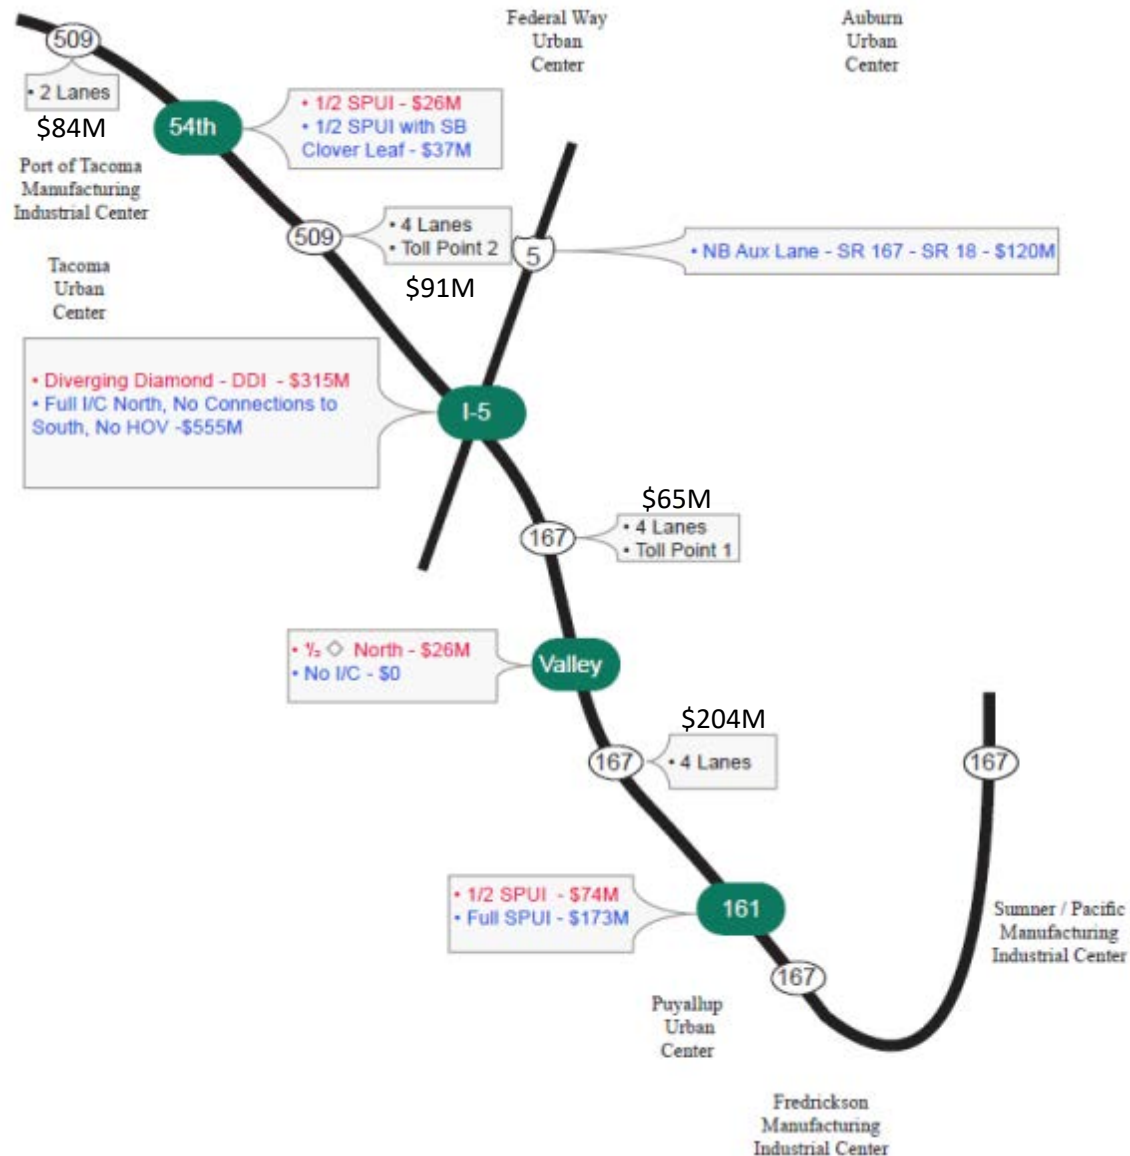 Federal Way
Urban
Center
Auburn
Urban
Center
509
• 2 Lanes
$84M
54th
• 1/2 SPUI - $26M
• 1/2 SPUI with SB
Clover Leaf - $37M
Port of Tacoma
Manufacturing
Industrial Center
509
• 4 Lanes
• Toll Point 2
$91M
5
• NB Aux Lane - SR 167 - SR 18 - $120M
Tacoma
Urban
Center
• Diverging Diamond - DDI - $315M
• Full I/C North, No Connections to
South, No HOV -$555M
I-5
$65M
167
• 4 Lanes
• Toll Point 1
• ½ ◇ North - $26M
• No I/C - $0
Valley
$204M
167
• 4 Lanes
167
• 1/2 SPUI - $74M
• Full SPUI - $173M
161
Sumner / Pacific
Manufacturing
Industrial Center
167
Puyallup
Urban
Center
Fredrickson
Manufacturing
Industrial Center